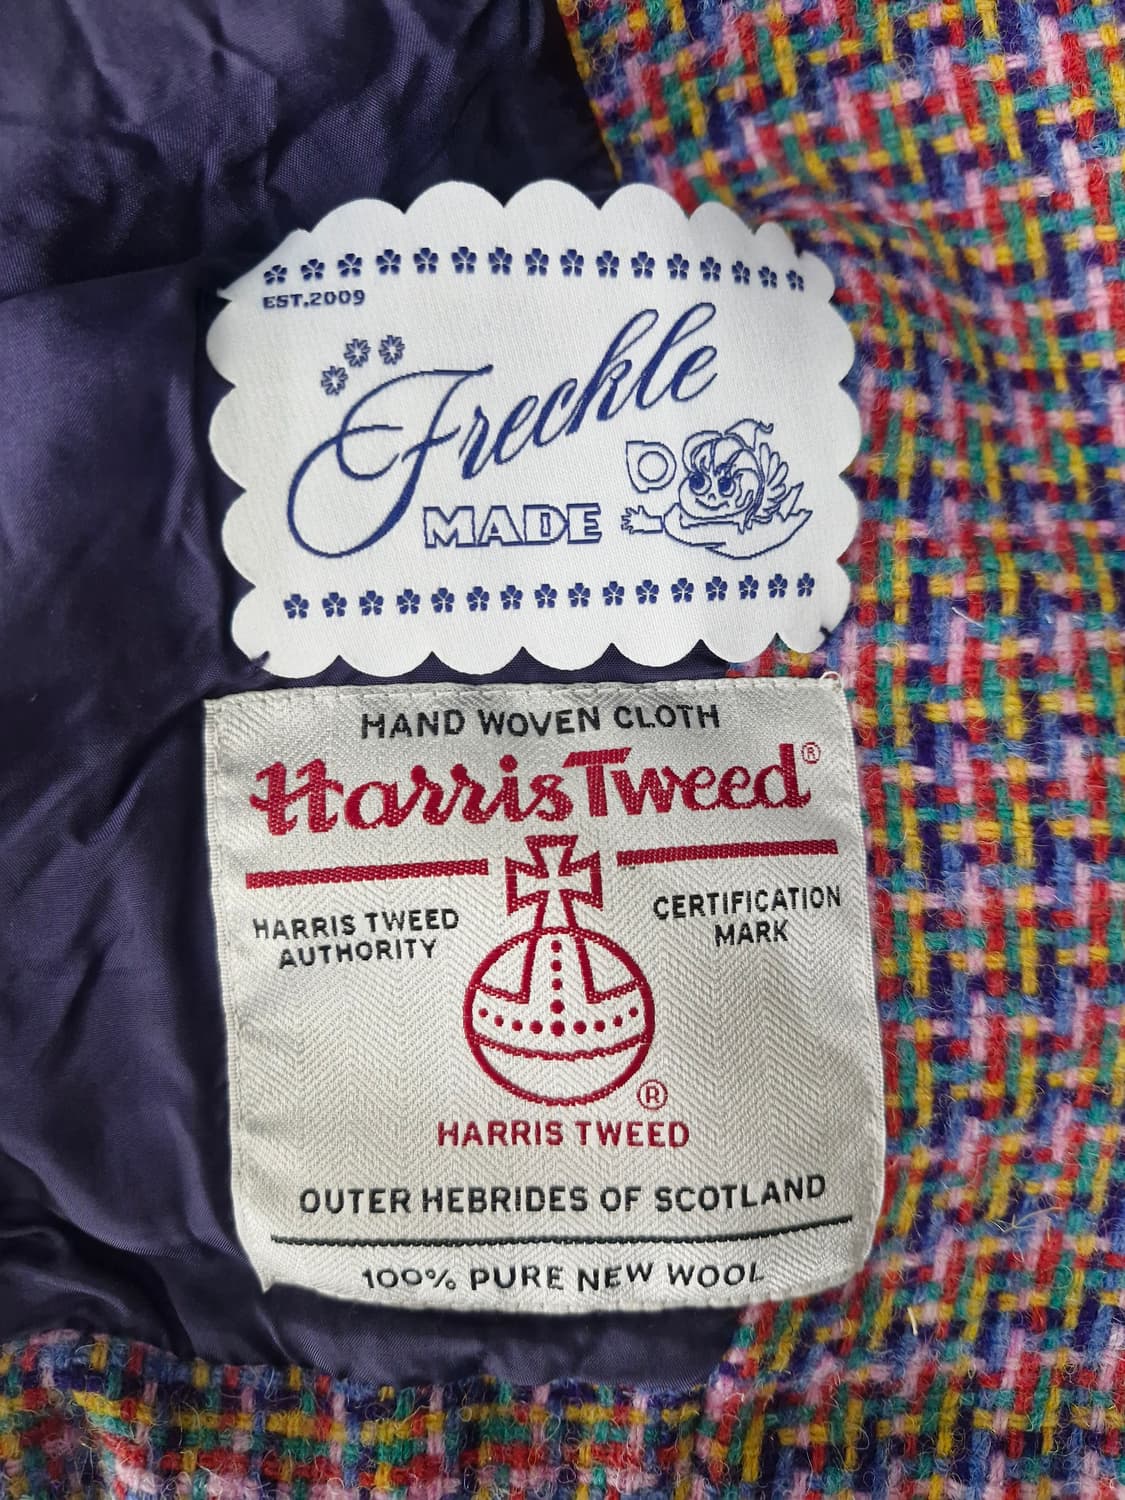 EST.2009
Freckle
MADE
HAND WOVEN CLOTH
Harris Tweed®
HARRIS TWEED
AUTHORITY
CERTIFICATION
MARK
®
HARRIS TWEED
OUTER HEBRIDES OF SCOTLAND
100% PURE NEW WOOL